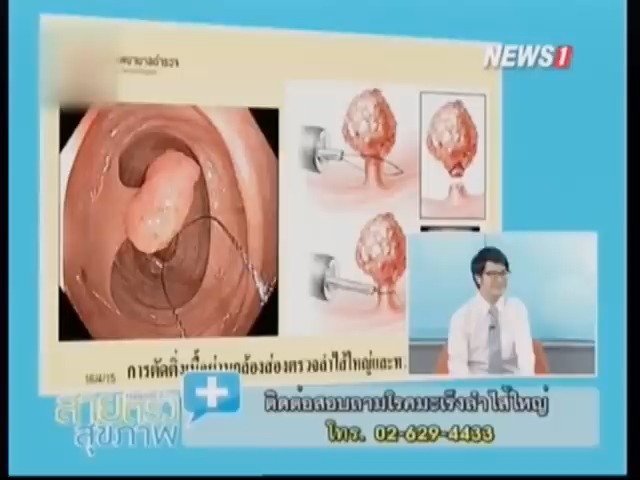 NEWS1
การตัดติ่งเนื้อผ่านกล้องส่องตรวจลำไส้ใหญ่และท
16/4/15
สายตรวจ
สุขภาพ
ติดต่อสอบถามโรคมะเร็งลำไส้ใหญ่
โทร. 02-629-4433